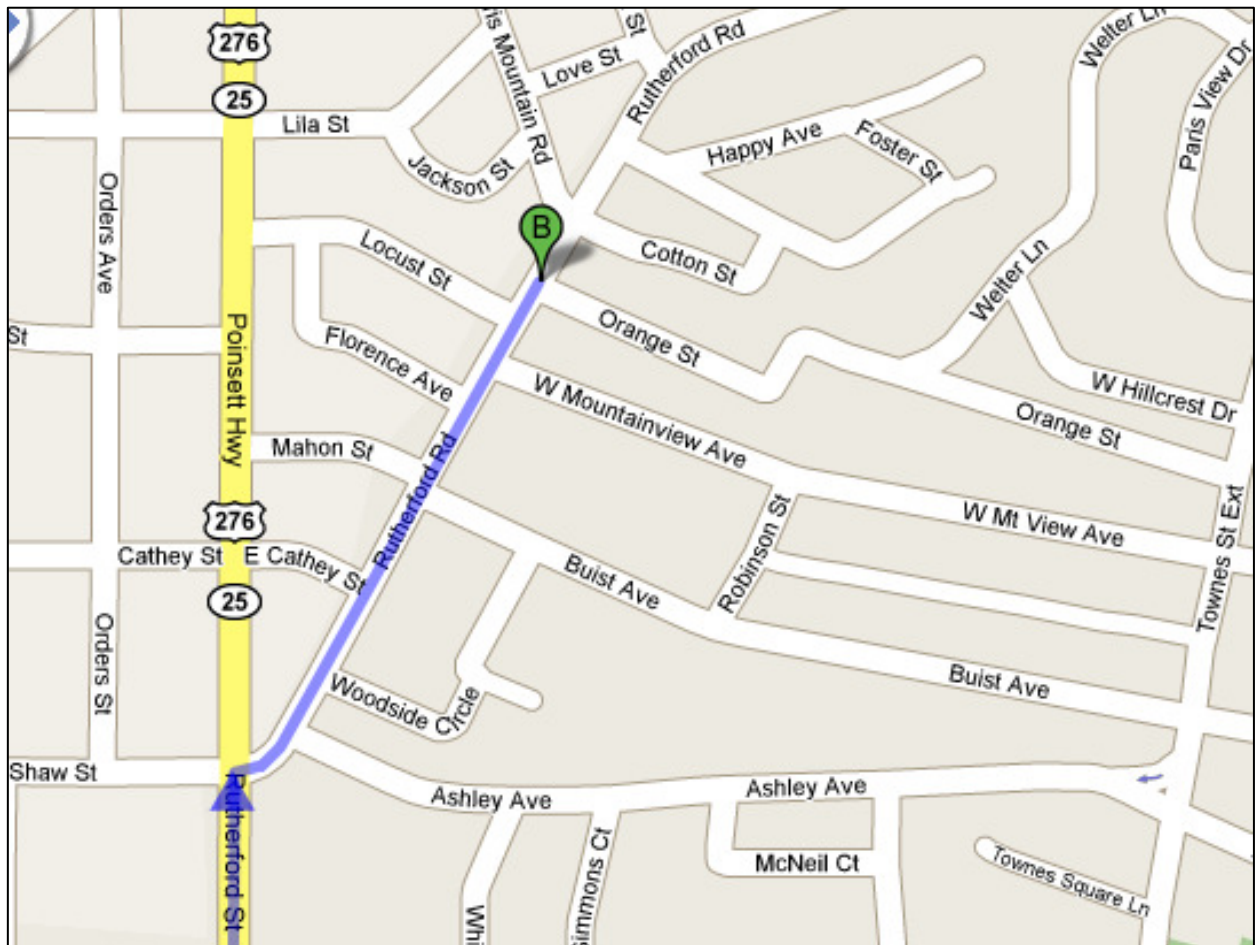 276
25
Lila St
Jackson St
Love St
St
is Mountain Rd
Rutherford Rd
Happy Ave
Foster St
Welter Ln
Paris View Dr
Orders Ave
B
Locust St
Cotton St
Welter Ln
St
Poinsett Hwy
Florence Ave
Orange St
W Mountainview Ave
W Hillcrest Dr
Orange St
Mahon St
Rutherford Rd
276
Cathey St
E Cathey St
25
Robinson St
W Mt View Ave
Townes St Ext
Buist Ave
Orders St
Woodside Circle
Buist Ave
Shaw St
Rutherford St
Ashley Ave
Ashley Ave
Simmons Ct
McNeil Ct
Whi
Townes Square Ln